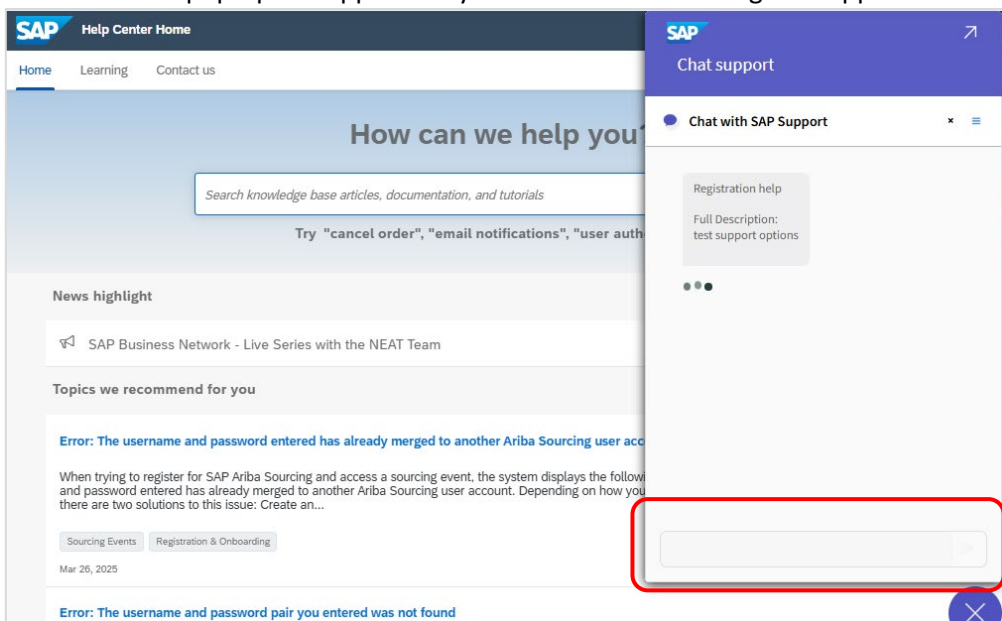 SAP Help Center Home
Home Learning Contact us
How can we help you?
Search knowledge base articles, documentation, and tutorials
Try "cancel order", "email notifications", "user auth
News highlight
SAP Business Network - Live Series with the NEAT Team
Topics we recommend for you
Error: The username and password entered has already merged to another Ariba Sourcing user acc
When trying to register for SAP Ariba Sourcing and access a sourcing event, the system displays the followi
and password entered has already merged to another Ariba Sourcing user account. Depending on how you
there are two solutions to this issue: Create an...
Sourcing Events Registration & Onboarding
Mar 26, 2025
Error: The username and password pair you entered was not found
SAP
Chat support
Chat with SAP Support
Registration help
Full Description:
test support options